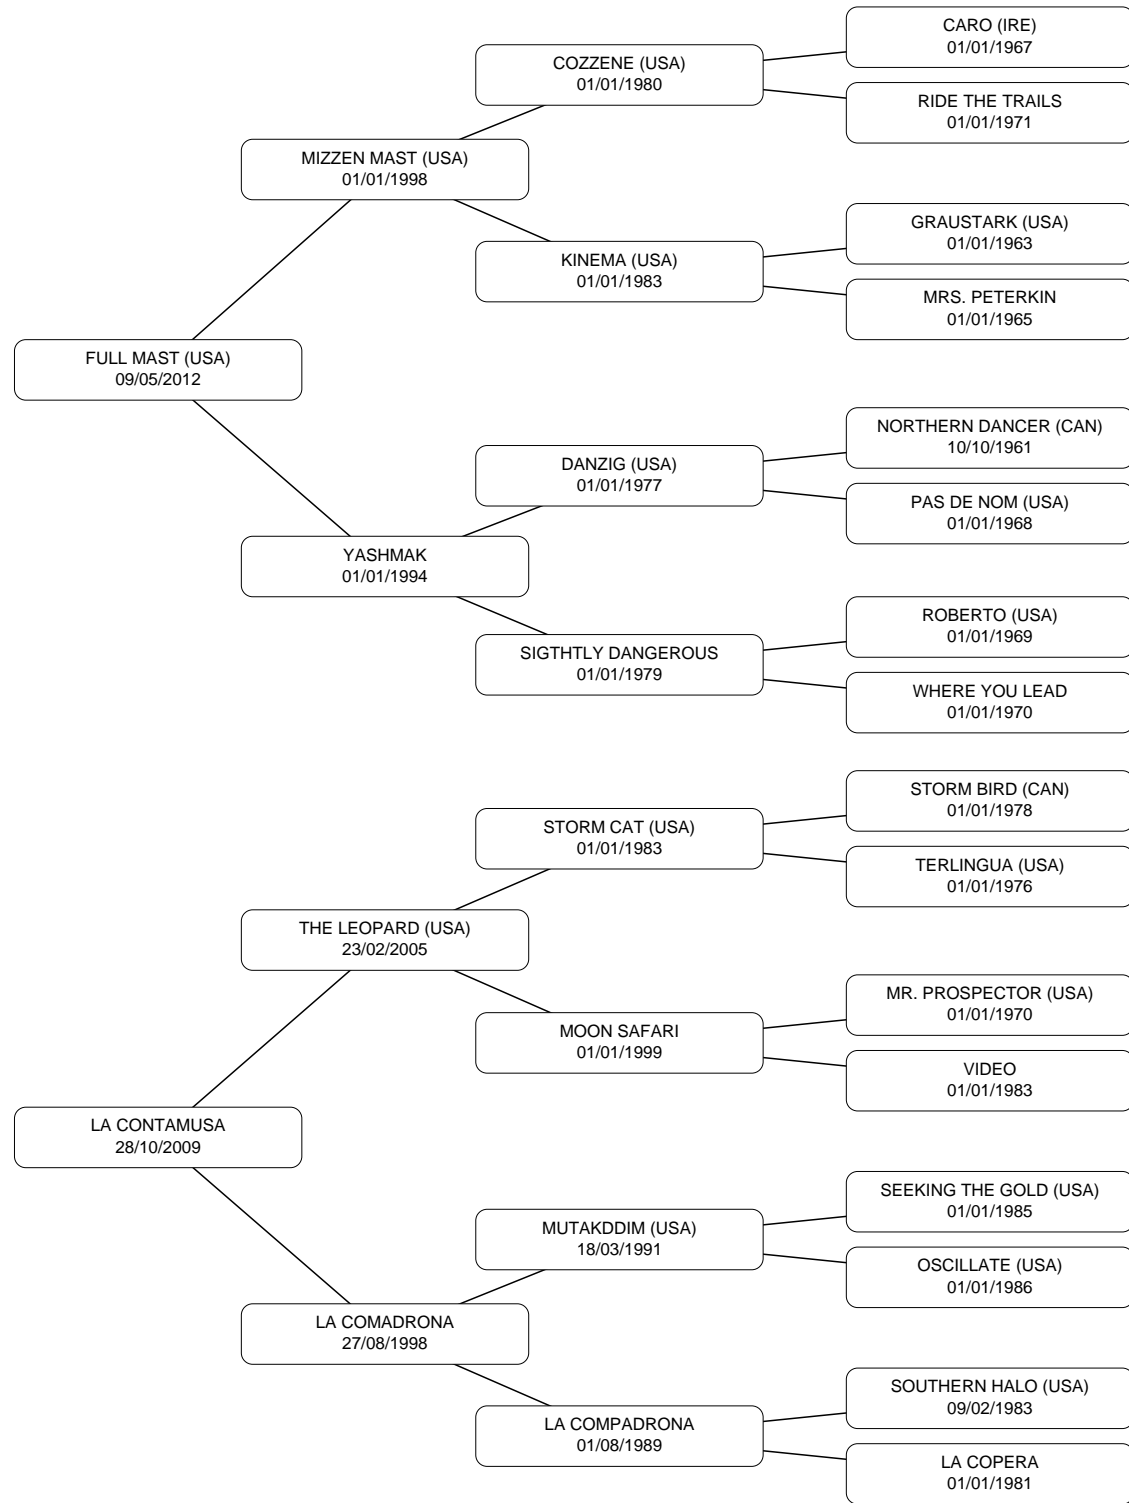 CARO (IRE)
01/01/1967
COZZENE (USA)
01/01/1980
RIDE THE TRAILS
01/01/1971
MIZZEN MAST (USA)
01/01/1998
GRAUSTARK (USA)
01/01/1963
KINEMA (USA)
01/01/1983
MRS. PETERKIN
01/01/1965
FULL MAST (USA)
09/05/2012
NORTHERN DANCER (CAN)
10/10/1961
DANZIG (USA)
01/01/1977
PAS DE NOM (USA)
01/01/1968
YASHMAK
01/01/1994
ROBERTO (USA)
01/01/1969
SIGTHTLY DANGEROUS
01/01/1979
WHERE YOU LEAD
01/01/1970
STORM BIRD (CAN)
01/01/1978
STORM CAT (USA)
01/01/1983
TERLINGUA (USA)
01/01/1976
THE LEOPARD (USA)
23/02/2005
MR. PROSPECTOR (USA)
01/01/1970
MOON SAFARI
01/01/1999
VIDEO
01/01/1983
LA CONTAMUSA
28/10/2009
SEEKING THE GOLD (USA)
01/01/1985
MUTAKDDIM (USA)
18/03/1991
OSCILLATE (USA)
01/01/1986
LA COMADRONA
27/08/1998
SOUTHERN HALO (USA)
09/02/1983
LA COMPADRONA
01/08/1989
LA COPERA
01/01/1981